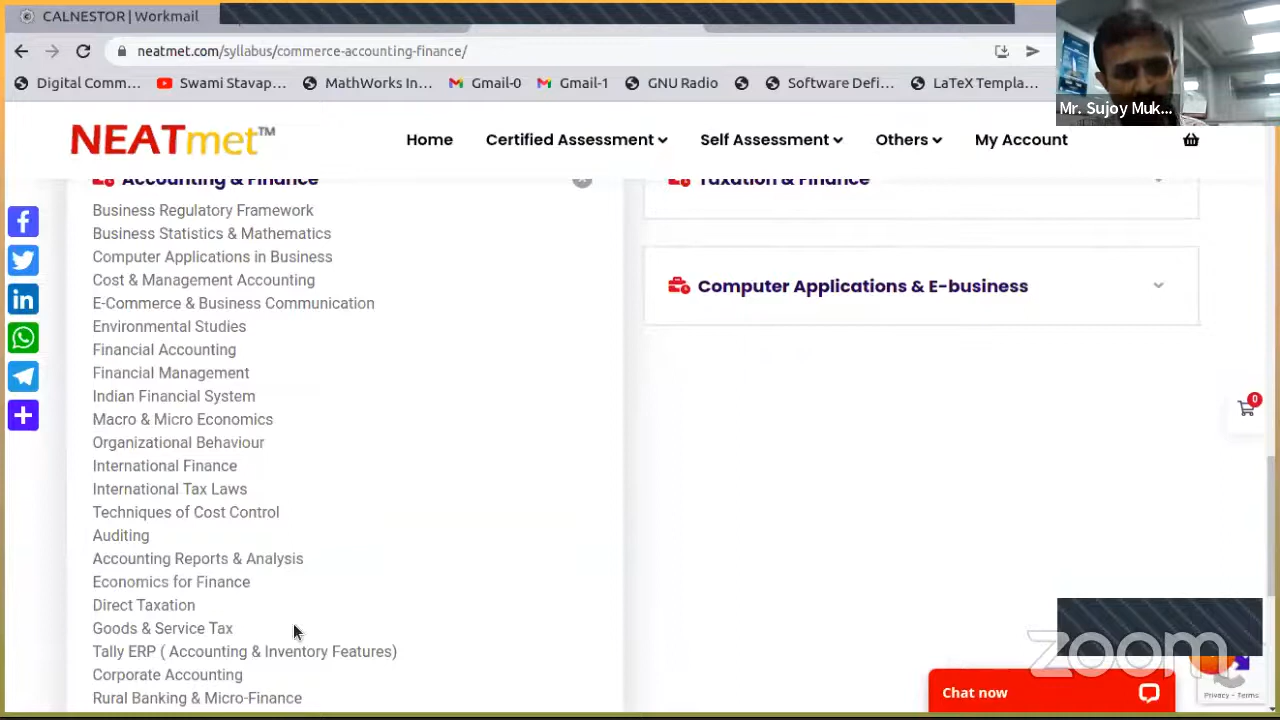 CALNESTOR | Workmail
neatmet.com/syllabus/commerce-accounting-finance/
Digital Comm... Swami Stavap... MathWorks In... Gmail-0 Gmail-1 GNU Radio Software Defi... LaTeX Templa...
Mr. Sujoy Muk...
NEATmet™ Home Certified Assessment Self Assessment Others My Account
Accounting & Finance
Taxation & Finance
Business Regulatory Framework
Business Statistics & Mathematics
Computer Applications in Business
Cost & Management Accounting
E-Commerce & Business Communication
Environmental Studies
Financial Accounting
Financial Management
Indian Financial System
Macro & Micro Economics
Organizational Behaviour
International Finance
International Tax Laws
Techniques of Cost Control
Auditing
Accounting Reports & Analysis
Economics for Finance
Direct Taxation
Goods & Service Tax
Tally ERP ( Accounting & Inventory Features)
Corporate Accounting
Rural Banking & Micro-Finance
Computer Applications & E-business
0
zoom
Chat now
Privacy - Terms